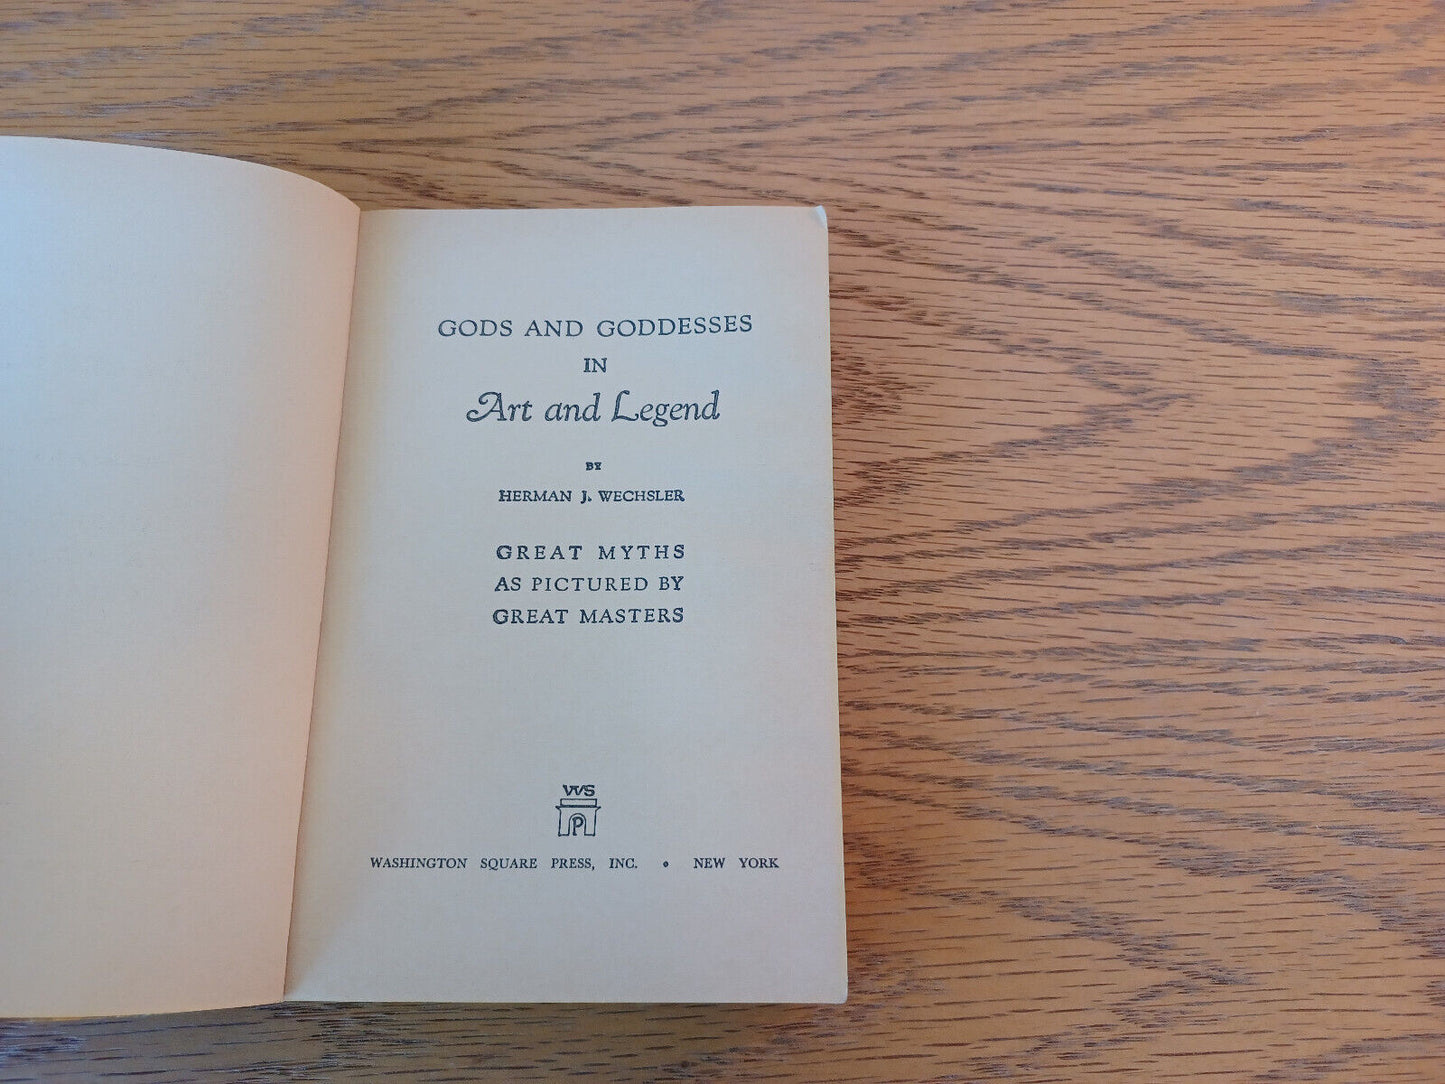 GODS AND GODDESSES
IN
Art and Legend
BY
HERMAN J. WECHSLER
GREAT MYTHS
AS PICTURED BY
GREAT MASTERS
WS
P
WASHINGTON SQUARE PRESS, INC. • NEW YORK